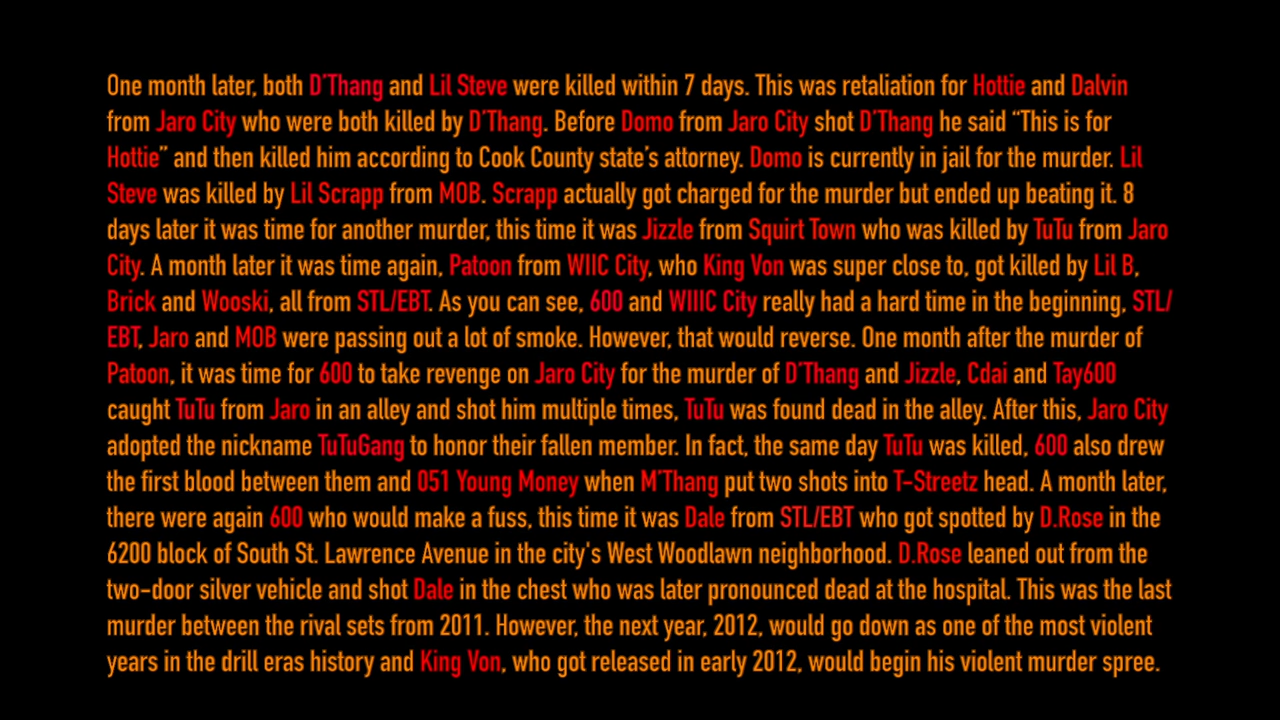 One month later, both D'Thang and Lil Steve were killed within 7 days. This was retaliation for Hottie and Dalvin
from Jaro City who were both killed by D'Thang. Before Domo from Jaro City shot D'Thang he said “This is for
Hottie” and then killed him according to Cook County state's attorney. Domo is currently in jail for the murder. Lil
Steve was killed by Lil Scrapp from MOB. Scrapp actually got charged for the murder but ended up beating it. 8
days later it was time for another murder, this time it was Jizzle from Squirt Town who was killed by TuTu from Jaro
City. A month later it was time again, Patoon from WIIC City, who King Von was super close to, got killed by Lil B,
Brick and Wooski, all from STL/EBT. As you can see, 600 and WIIIC City really had a hard time in the beginning, STL/
EBT, Jaro and MOB were passing out a lot of smoke. However, that would reverse. One month after the murder of
Patoon, it was time for 600 to take revenge on Jaro City for the murder of D'Thang and Jizzle, Cdai and Tay600
caught TuTu from Jaro in an alley and shot him multiple times, TuTu was found dead in the alley. After this, Jaro City
adopted the nickname TuTuGang to honor their fallen member. In fact, the same day TuTu was killed, 600 also drew
the first blood between them and 051 Young Money when M'Thang put two shots into T-Streetz head. A month later,
there were again 600 who would make a fuss, this time it was Dale from STL/EBT who got spotted by D.Rose in the
6200 block of South St. Lawrence Avenue in the city's West Woodlawn neighborhood. D.Rose leaned out from the
two-door silver vehicle and shot Dale in the chest who was later pronounced dead at the hospital. This was the last
murder between the rival sets from 2011. However, the next year, 2012, would go down as one of the most violent
years in the drill eras history and King Von, who got released in early 2012, would begin his violent murder spree.